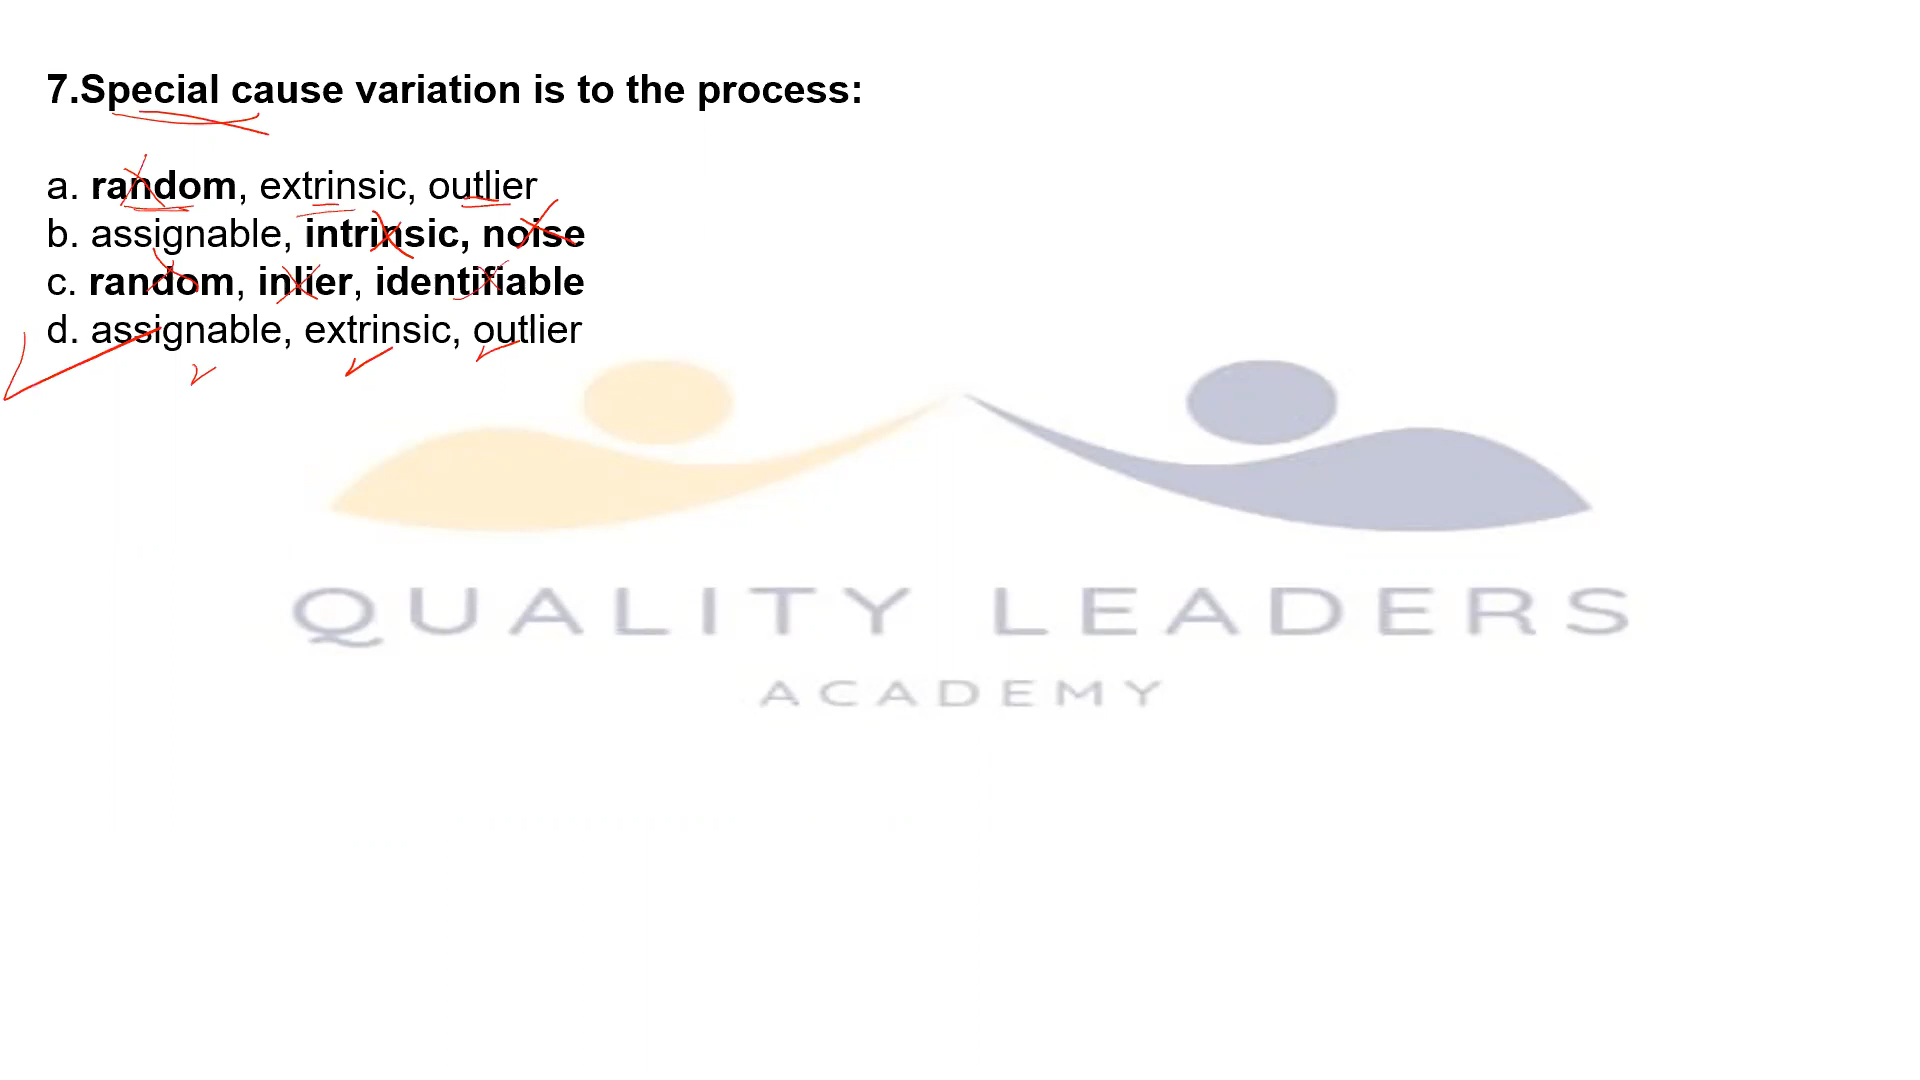 7.Special cause variation is to the process:
a. random, extrinsic, outlier
b. assignable, intrinsic, noise
c. random, inlier, identifiable
d. assignable, extrinsic, outlier
QUALITY LEADERS
ACADEMY